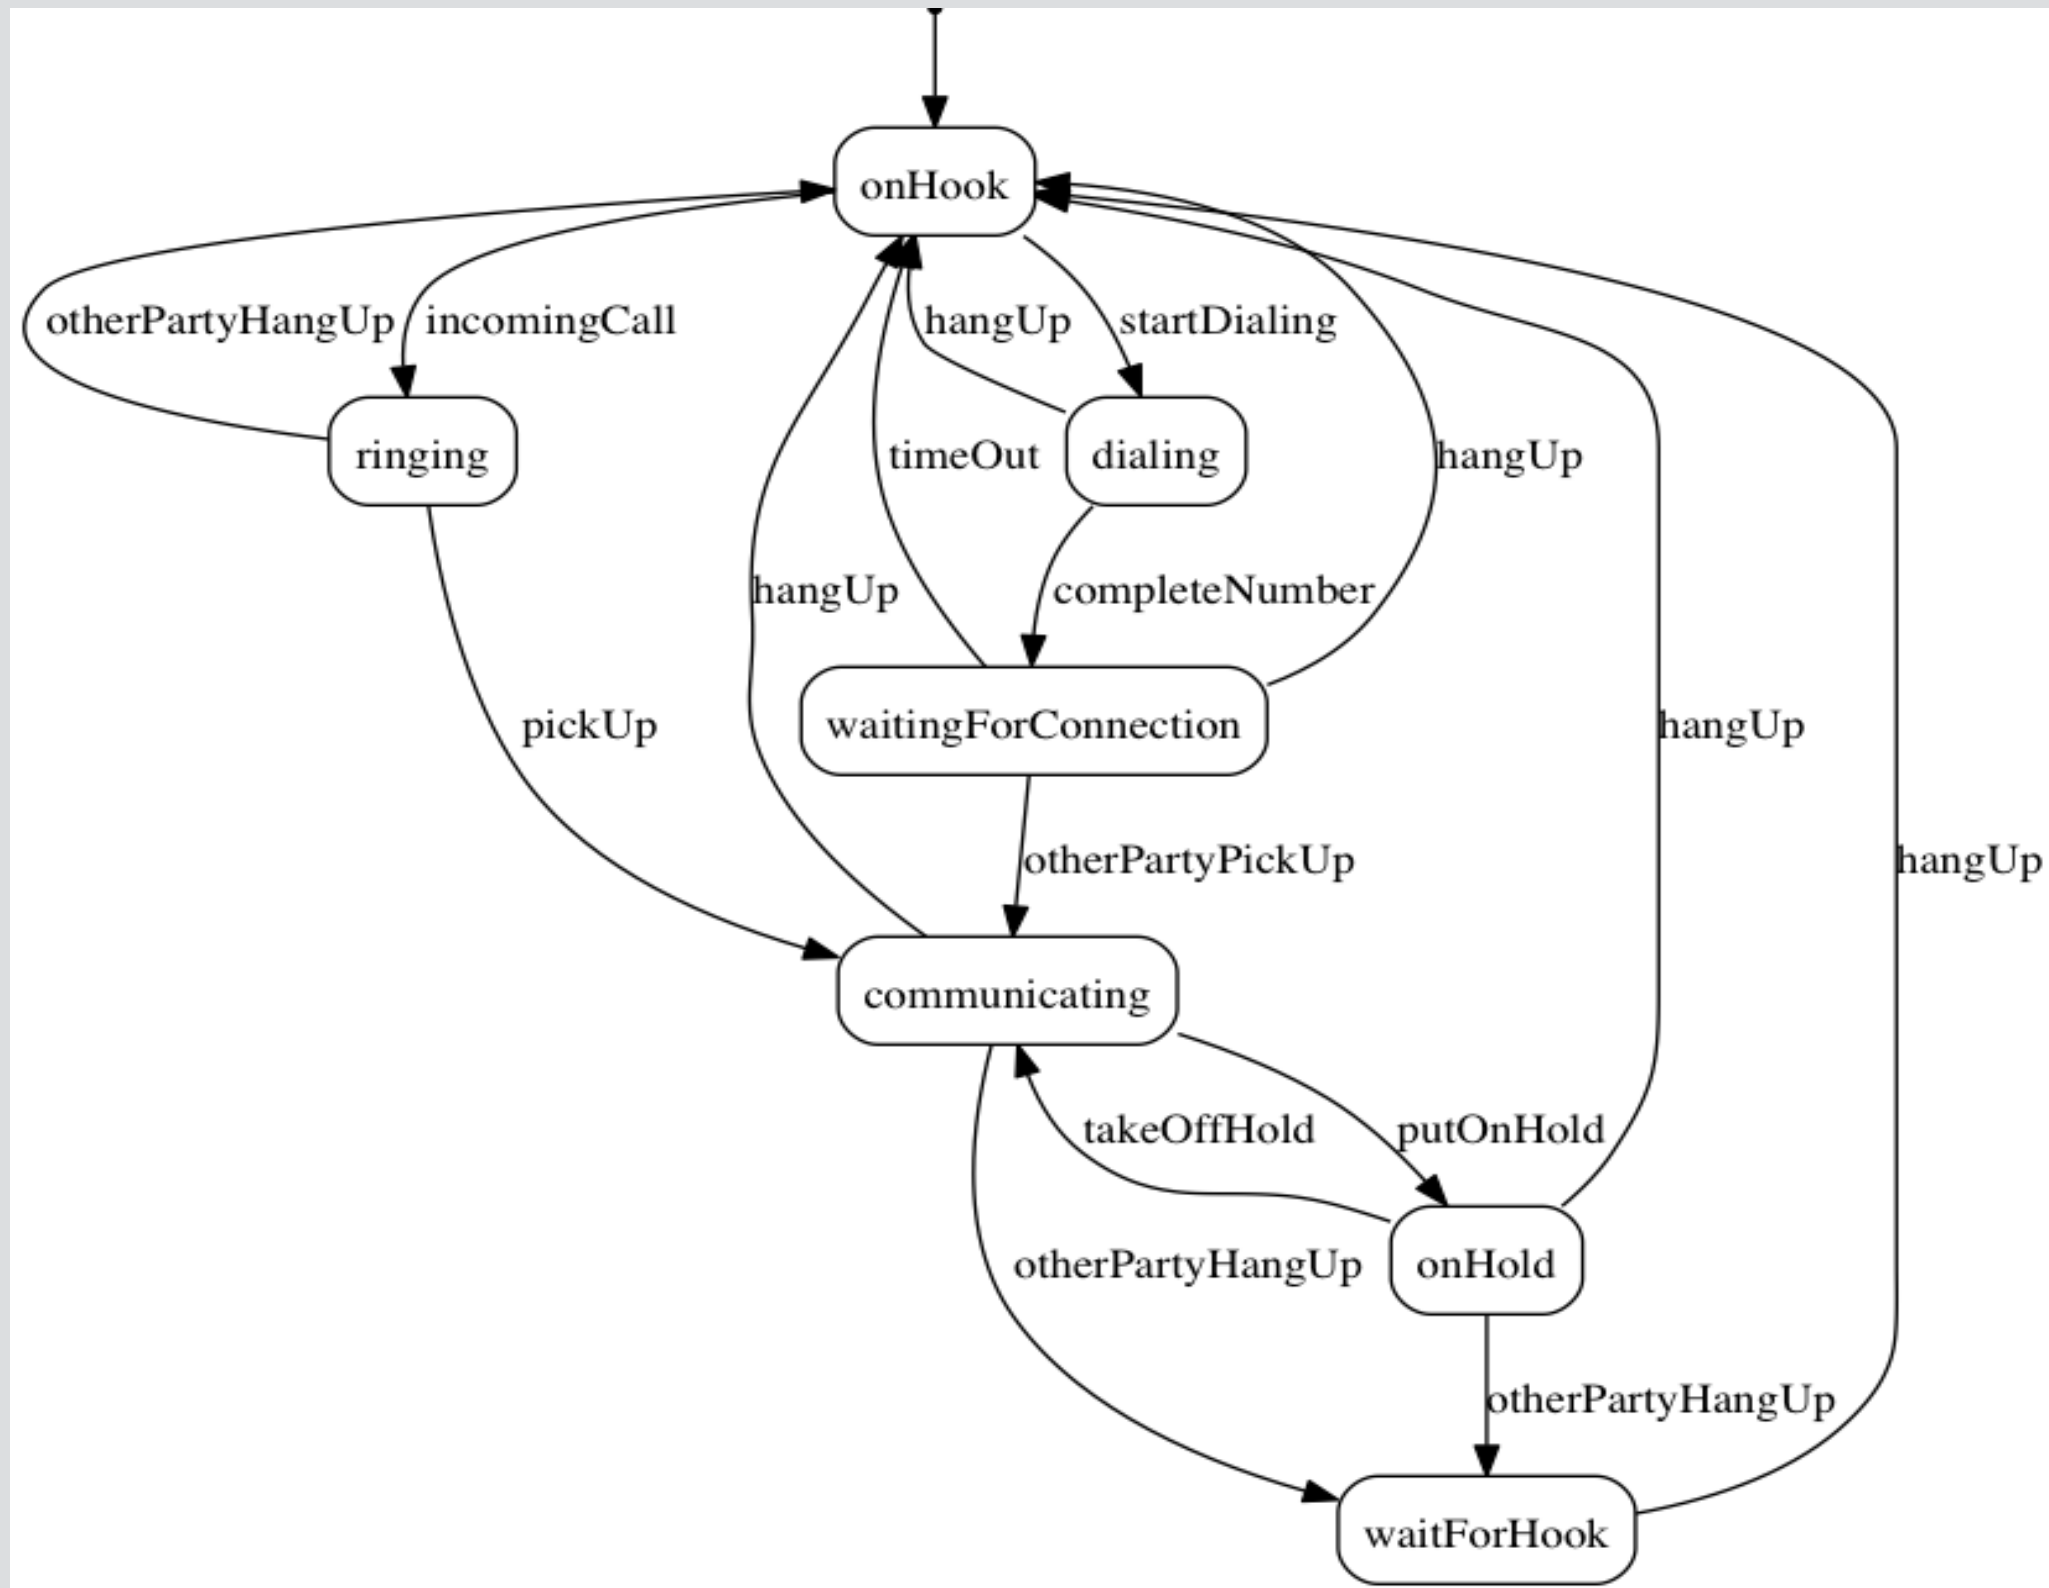 onHook
otherPartyHangUp
incomingCall
hangUp
startDialing
ringing
timeOut
dialing
hangUp
hangUp
completeNumber
pickUp
waitingForConnection
hangUp
otherPartyPickUp
hangUp
communicating
takeOffHold
putOnHold
otherPartyHangUp
onHold
otherPartyHangUp
waitForHook